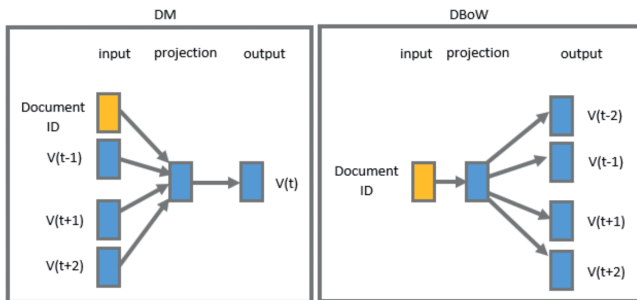 DM
input projection output
Document
ID
V(t-1)
V(t+1)
V(t+2)
V(t)
DBoW
input projection output
Document
ID
V(t-2)
V(t-1)
V(t+1)
V(t+2)